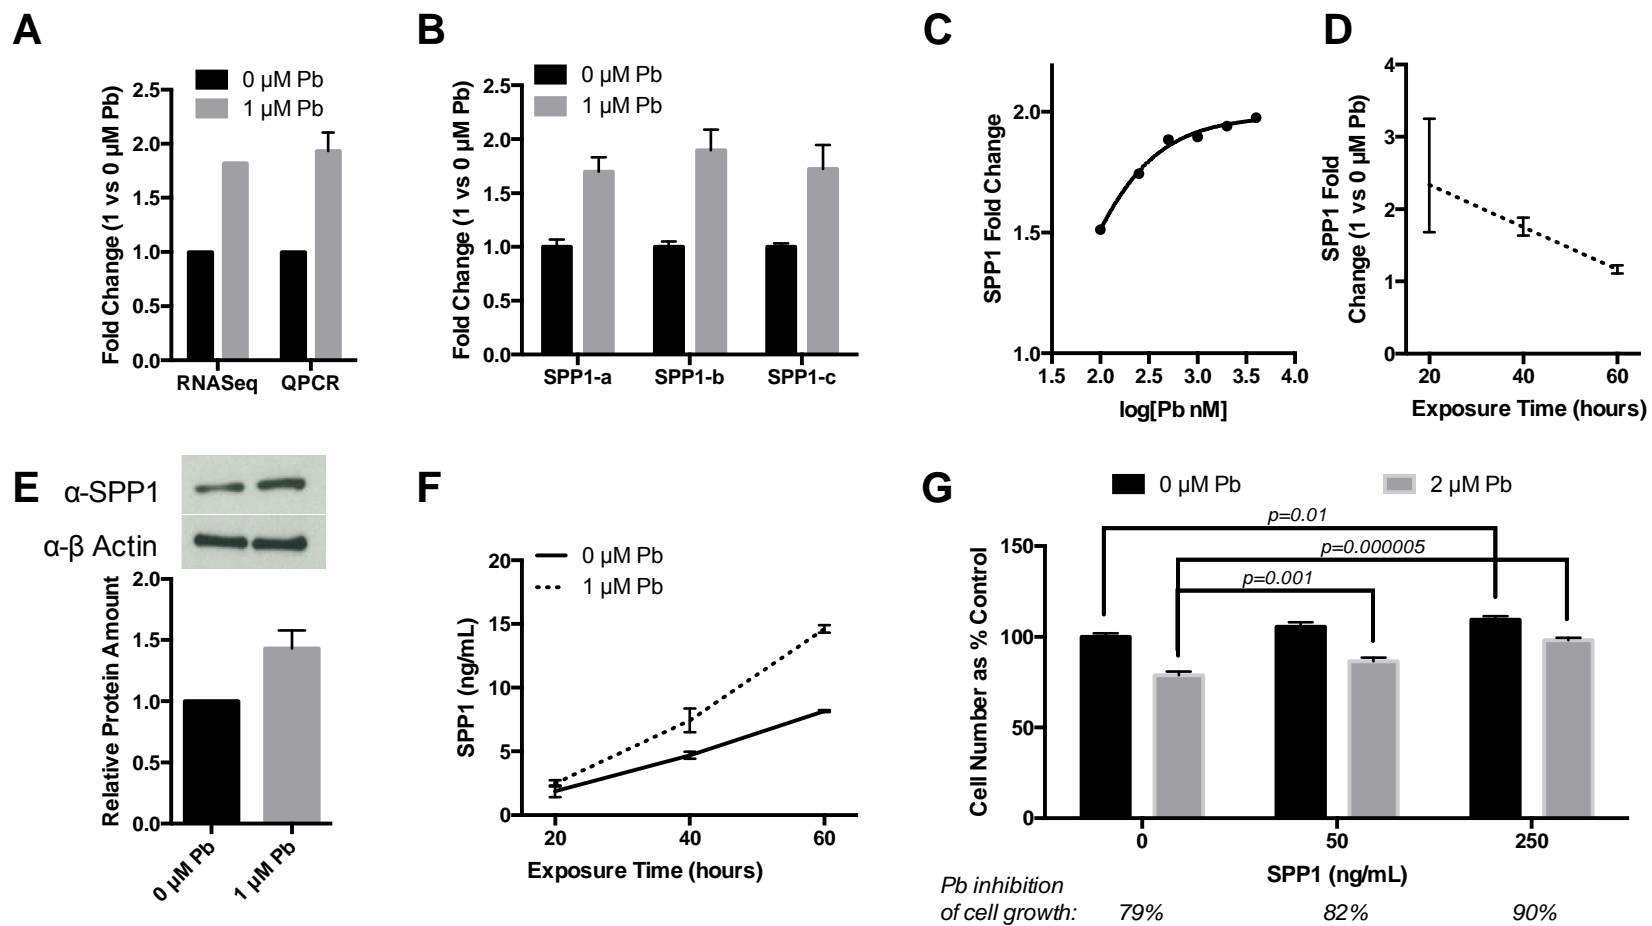 A
0 µM Pb
1 µM Pb
Fold Change (1 vs 0 µM Pb)
2.5
2.0
1.5
1.0
0.5
0.0
RNASeq QPCR
B
0 µM Pb
1 µM Pb
Fold Change (1 vs 0 µM Pb)
2.5
2.0
1.5
1.0
0.5
0.0
SPP1-a SPP1-b SPP1-c
C
SPP1 Fold Change
2.0
1.5
1.0
1.5 2.0 2.5 3.0 3.5 4.0
log[Pb nM]
D
SPP1 Fold
Change (1 vs 0 µM Pb)
4
3
2
1
0
20 40 60
Exposure Time (hours)
E
α-SPP1
α-β Actin
Relative Protein Amount
2.0
1.5
1.0
0.5
0.0
0 µM Pb
1 µM Pb
F
0 µM Pb
1 µM Pb
SPP1 (ng/mL)
20
15
10
5
0
20 40 60
Exposure Time (hours)
G
0 µM Pb
2 µM Pb
p=0.01
p=0.000005
p=0.001
Cell Number as % Control
150
100
50
0
0 50 250
SPP1 (ng/mL)
Pb inhibition
of cell growth: 79% 82% 90%